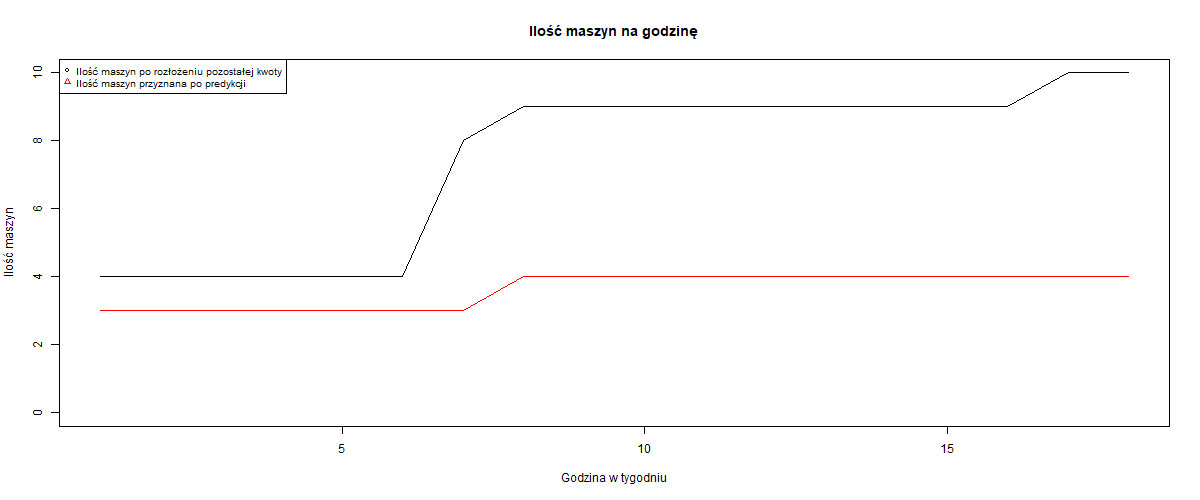 Ilość maszyn na godzinę
Ilość maszyn po rozłożeniu pozostałej kwoty
Ilość maszyn przyznana po predykcji
Ilość maszyn
10
8
6
4
2
0
5 10 15
Godzina w tygodniu